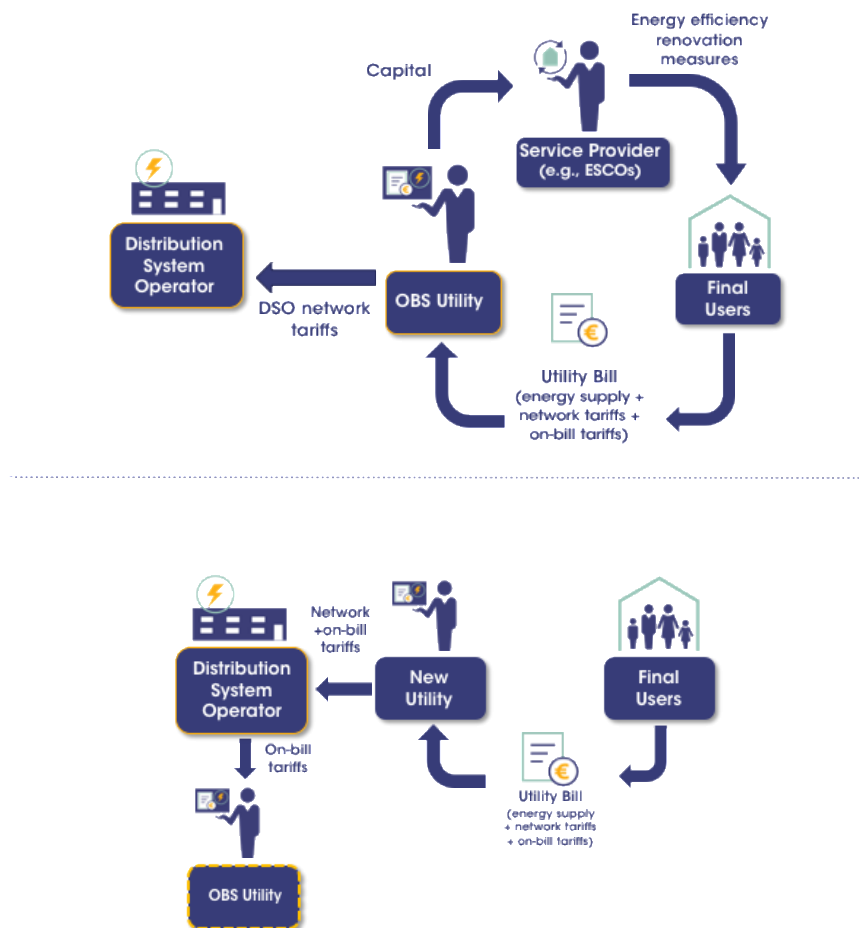 Energy efficiency
renovation
measures
Capital
Service Provider
(e.g., ESCOs)
Distribution
System
Operator
DSO network
tariffs
OBS Utility
Final
Users
Utility Bill
(energy supply +
network tariffs +
on-bill tariffs)
Network
+on-bill
tariffs
Distribution
System
Operator
New
Utility
Final
Users
On-bill
tariffs
Utility Bill
(energy supply
+ network tariffs
+ on-bill tariffs)
OBS Utility